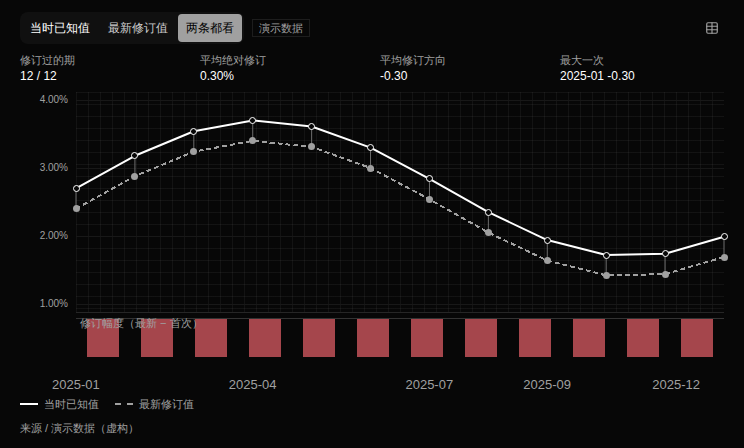 当时已知值 最新修订值 两条都看 演示数据
修订过的期 平均绝对修订 平均修订方向 最大一次
12 / 12 0.30% -0.30 2025-01 -0.30
4.00%
3.00%
2.00%
1.00%
修订幅度（最新 − 首次）
2025-01 2025-04 2025-07 2025-09 2025-12
当时已知值 最新修订值
来源 / 演示数据（虚构）